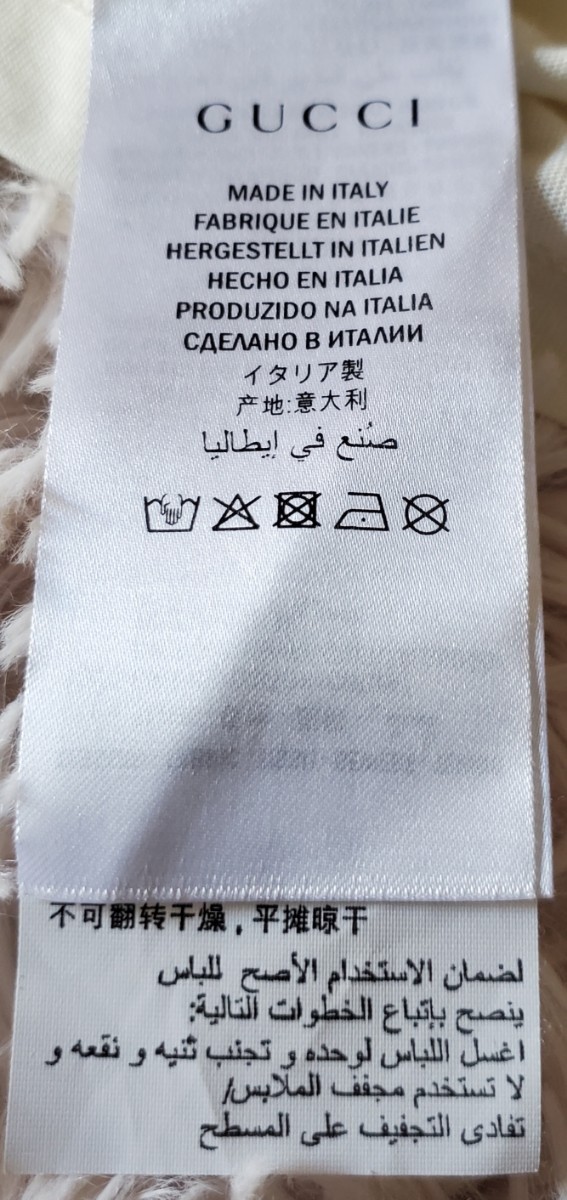 GUCCI
MADE IN ITALY
FABRIQUE EN ITALIE
HERGESTELLT IN ITALIEN
HECHO EN ITALIA
PRODUZIDO NA ITALIA
СДЕЛАНО В ИТАЛИИ
イタリア製
产地:意大利
صُنع في إيطاليا
不可翻转干燥，平摊晾干
لضمان الاستخدام الأصح للباس
ينصح بإتباع الخطوات التالية:
اغسل اللباس لوحده و تجنب ثنيه و نقعه و
لا تستخدم مجفف الملابس/
تفادى التجفيف على المسطح